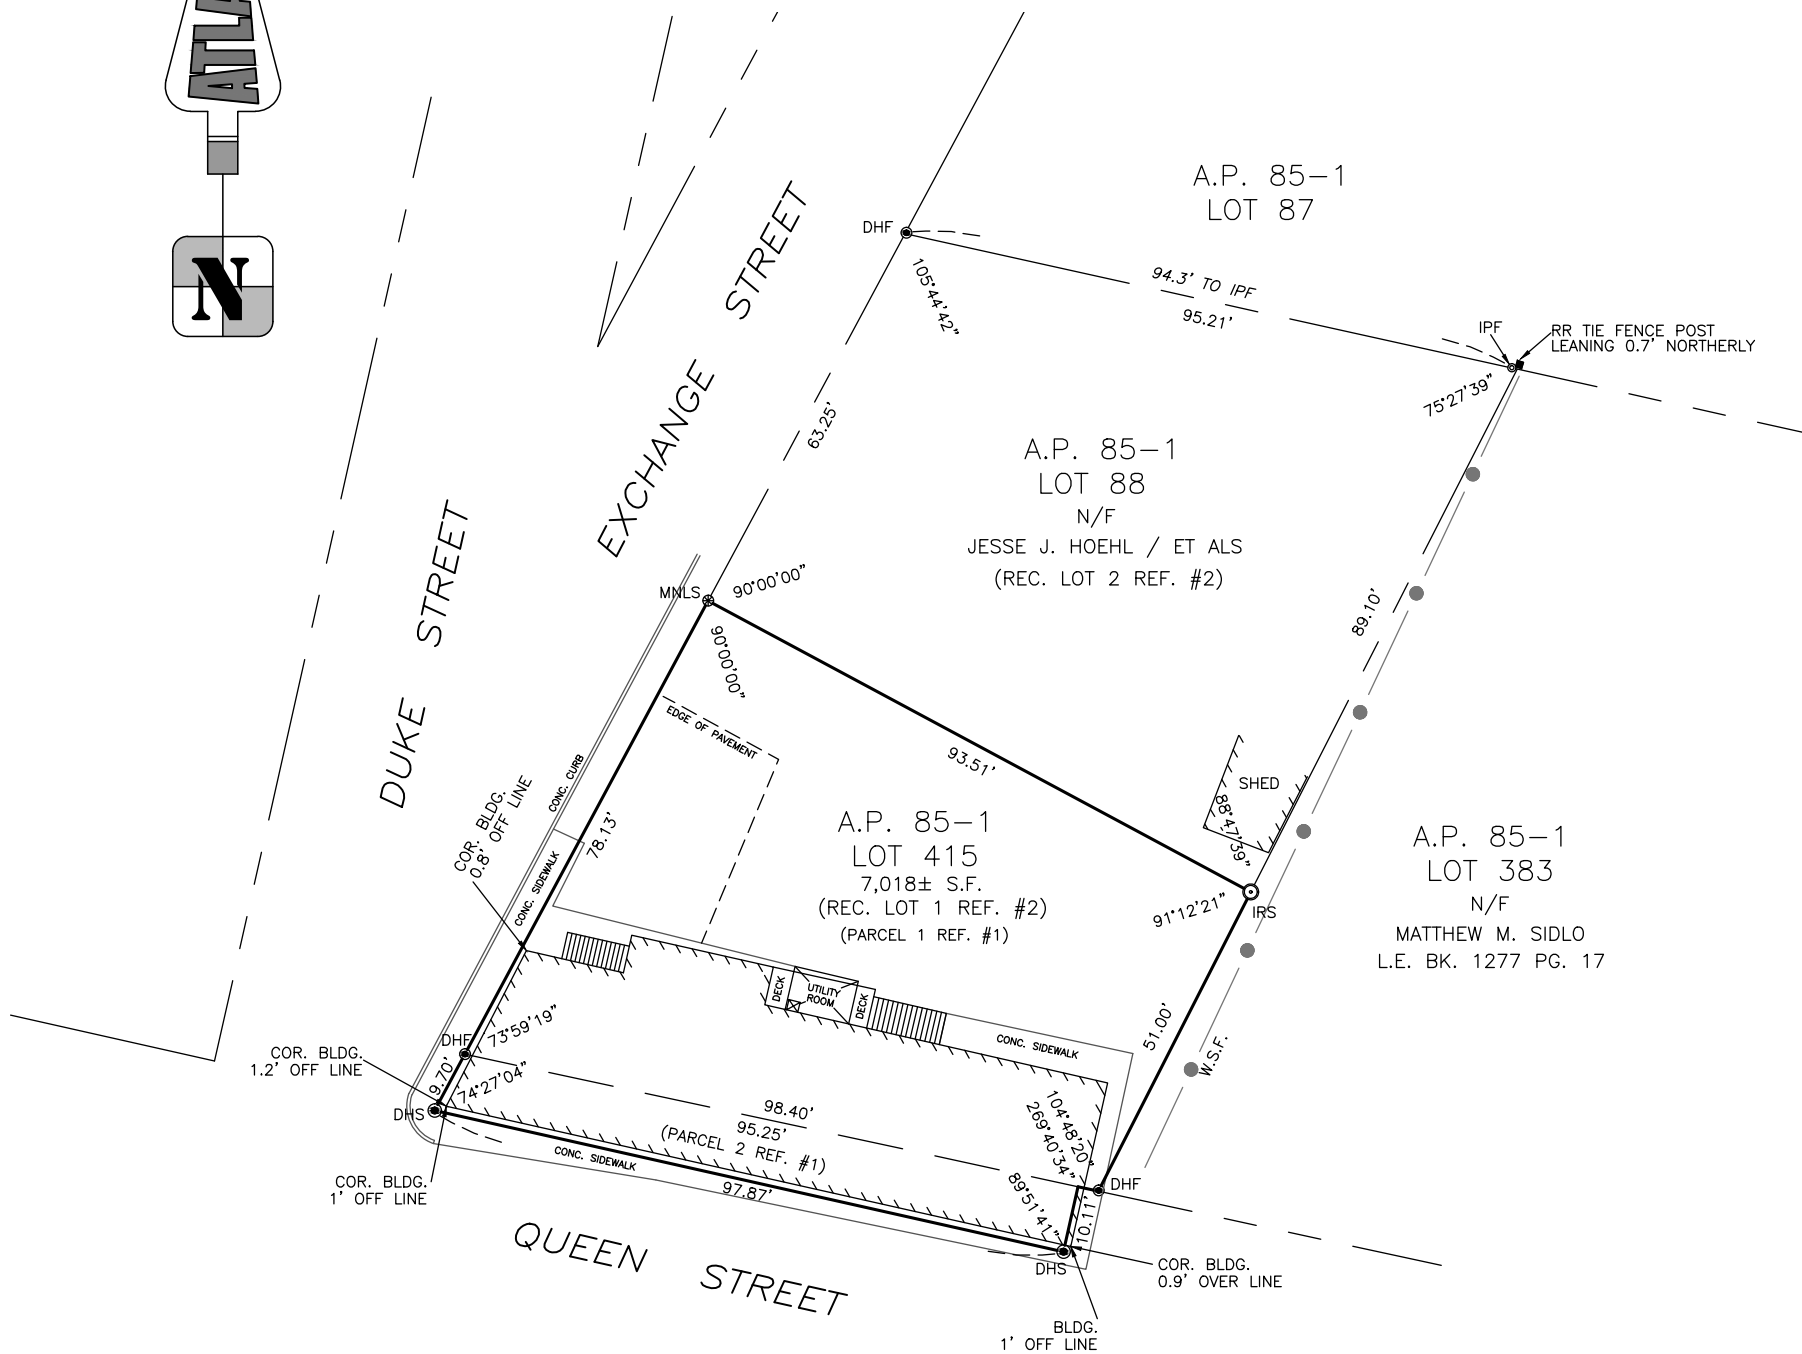 ATLA
N
A.P. 85-1
LOT 87
DHF
105°44'42"
94.3' TO IPF
95.21'
IPF
RR TIE FENCE POST
LEANING 0.7' NORTHERLY
75°27'39"
EXCHANGE STREET
63.25'
A.P. 85-1
LOT 88
N/F
JESSE J. HOEHL / ET ALS
(REC. LOT 2 REF. #2)
DUKE STREET
MNLS
90°00'00"
90°00'00"
89.10'
EDGE OF PAVEMENT
93.51'
SHED
88°47'39"
CONC. CURB
COR. BLDG.
0.8' OFF LINE
78.13'
CONC. SIDEWALK
A.P. 85-1
LOT 415
7,018± S.F.
(REC. LOT 1 REF. #2)
(PARCEL 1 REF. #1)
91°12'21"
IRS
A.P. 85-1
LOT 383
N/F
MATTHEW M. SIDLO
L.E. BK. 1277 PG. 17
DECK
UTILITY
ROOM
DECK
CONC. SIDEWALK
51.00'
W.S.F.
DHF
73°59'19"
COR. BLDG.
1.2' OFF LINE
9.70'
74°27'04"
DHS
98.40'
95.25'
(PARCEL 2 REF. #1)
104°48'20"
269°40'34"
CONC. SIDEWALK
97.87'
89°51'41"
10.11'
DHF
COR. BLDG.
1' OFF LINE
QUEEN STREET
DHS
COR. BLDG.
0.9' OVER LINE
BLDG.
1' OFF LINE